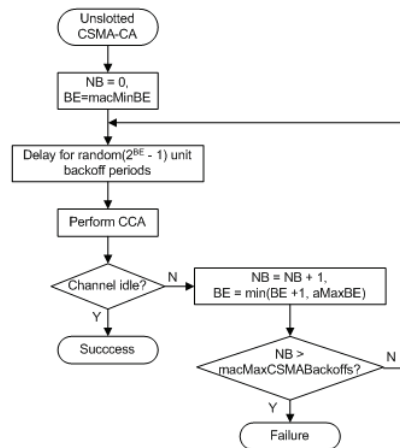 Unslotted
CSMA-CA
NB = 0,
BE=macMinBE
Delay for random(2^BE - 1) unit
backoff periods
Perform CCA
Channel idle?
N
NB = NB + 1,
BE = min(BE +1, aMaxBE)
Y
Succcess
NB >
macMaxCSMABackoffs?
N
Y
Failure